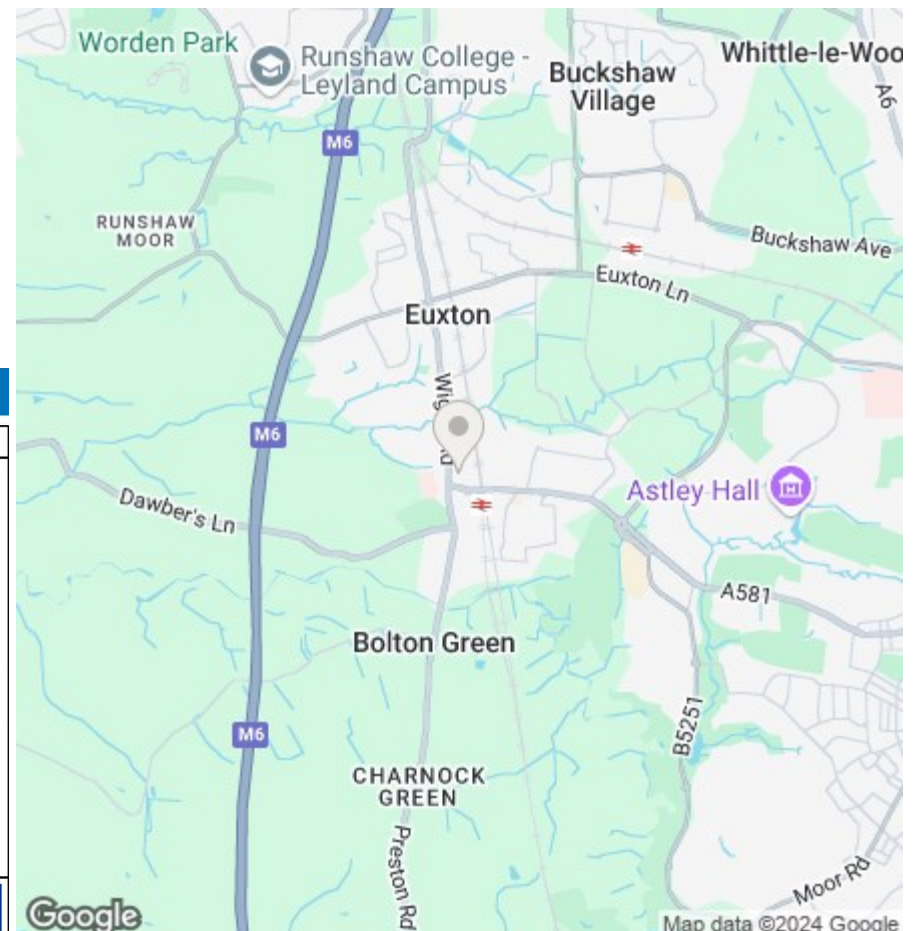 Worden Park
Runshaw College -
Leyland Campus
Buckshaw
Village
Whittle-le-Woo
A6
M6
RUNSHAW
MOOR
Buckshaw Ave
Euxton Ln
Euxton
Wig
rd
M6
Astley Hall
Dawber's Ln
A581
Bolton Green
B5251
M6
CHARNOCK
GREEN
Preston Rd
Moor Rd
Google
Map data ©2024 Google